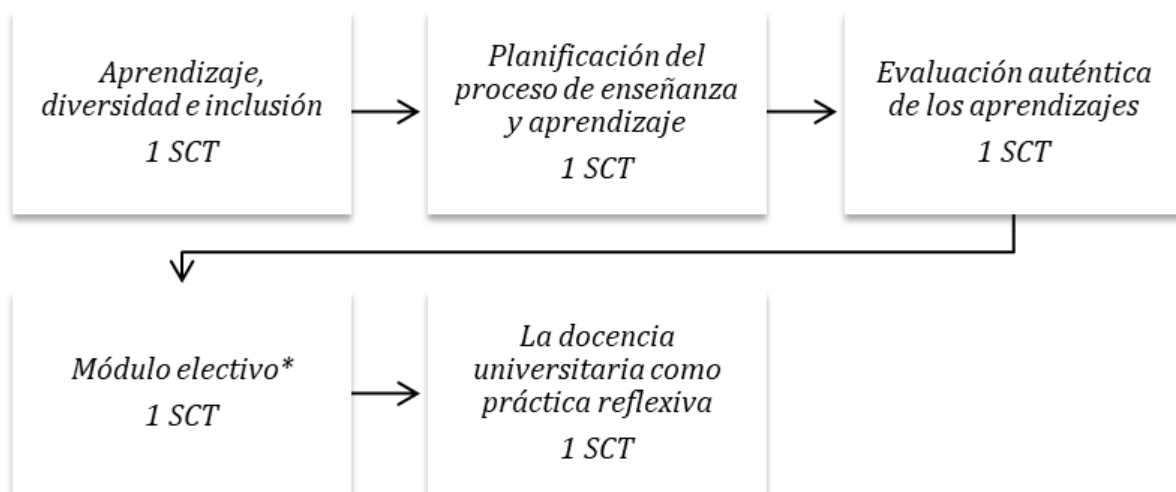 Aprendizaje,
diversidad e inclusión
1 SCT
Planificación del
proceso de enseñanza
y aprendizaje
1 SCT
Evaluación auténtica
de los aprendizajes
1 SCT
Módulo electivo*
1 SCT
La docencia
universitaria como
práctica reflexiva
1 SCT